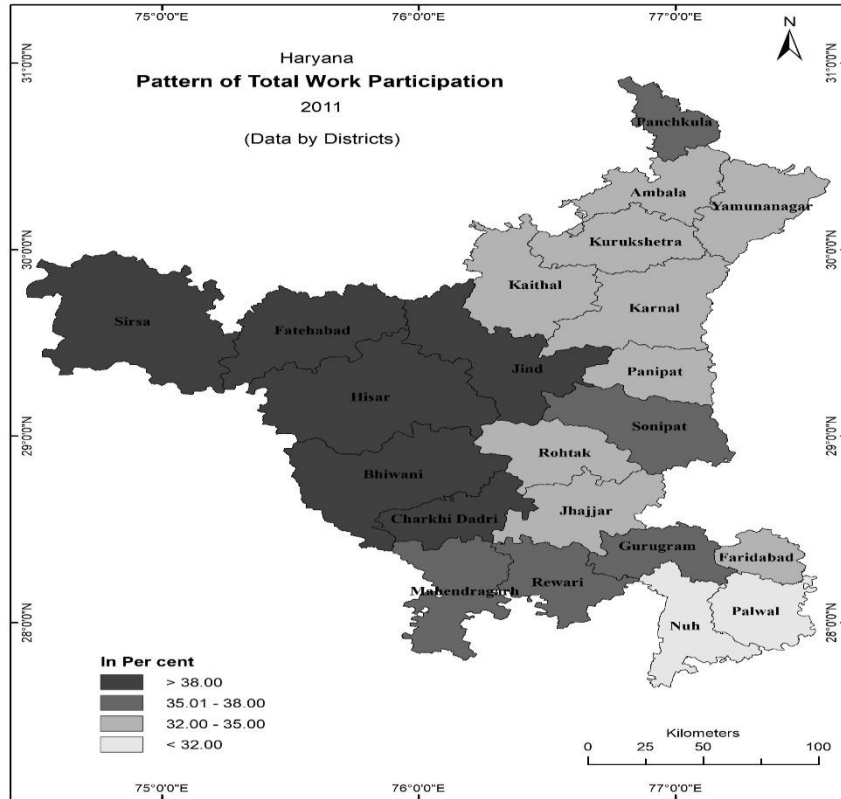 75°0'0"E
76°0'0"E
77°0'0"E
N
31°0'0"N
31°0'0"N
Haryana
Pattern of Total Work Participation
2011
(Data by Districts)
Panchkula
Ambala
Yamunanagar
Kurukshetra
30°0'0"N
30°0'0"N
Kaithal
Karnal
Sirsa
Fatehabad
Jind
Panipat
Hisar
Sonipat
29°0'0"N
29°0'0"N
Rohtak
Bhiwani
Jhajjar
Charkhi Dadri
Gurugram
Faridabad
Mahendragarh
Rewari
Palwal
Nuh
28°0'0"N
28°0'0"N
In Per cent
> 38.00
35.01 - 38.00
32.00 - 35.00
< 32.00
Kilometers
0 25 50 100
75°0'0"E
76°0'0"E
77°0'0"E